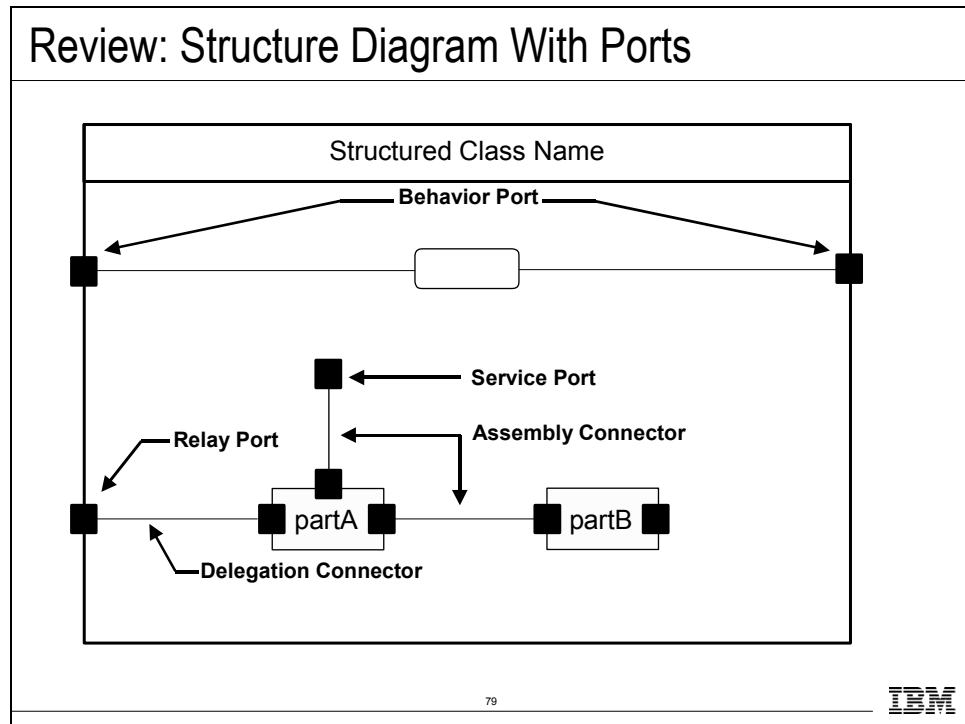 Review: Structure Diagram With Ports
Structured Class Name
Behavior Port
Service Port
Relay Port
Assembly Connector
partA
partB
Delegation Connector
79
IBM